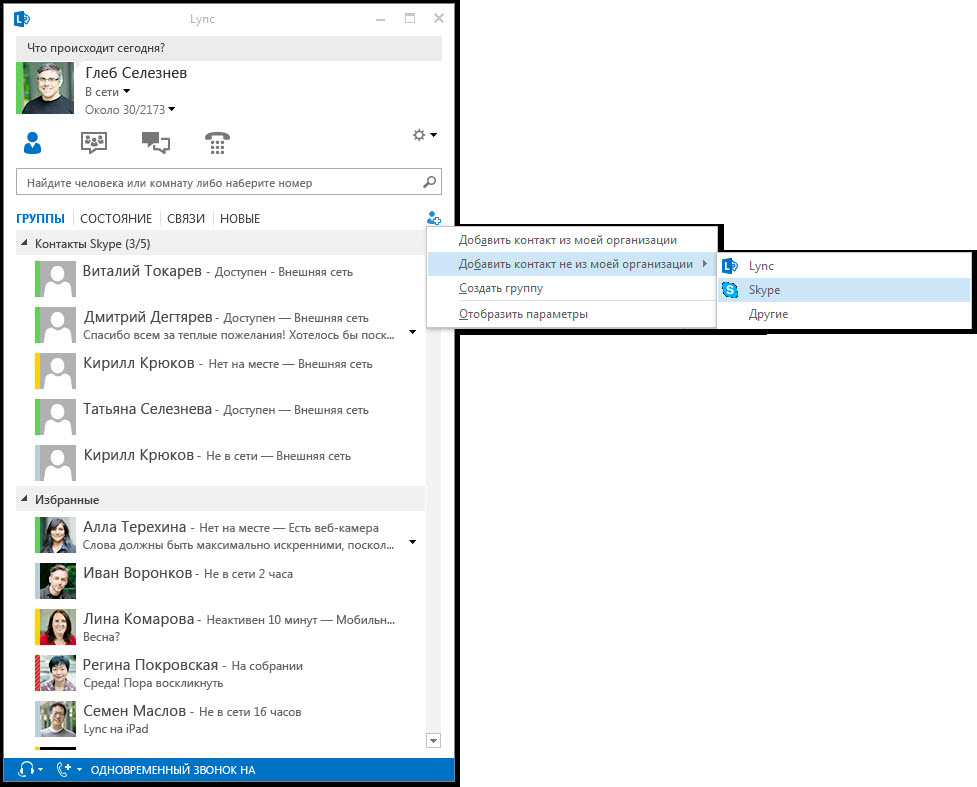 Lync
Что происходит сегодня?
Глеб Селезнев
В сети
Около 30/2173
Найдите человека или комнату либо наберите номер
ГРУППЫ СОСТОЯНИЕ СВЯЗИ НОВЫЕ
Контакты Skype (3/5)
Виталий Токарев - Доступен - Внешняя сеть
Дмитрий Дегтярев - Доступен — Внешняя сеть
Спасибо всем за теплые пожелания! Хотелось бы поск...
Кирилл Крюков - Нет на месте — Внешняя сеть
Татьяна Селезнева - Доступен — Внешняя сеть
Кирилл Крюков - Не в сети — Внешняя сеть
Избранные
Алла Терехина - Нет на месте — Есть веб-камера
Слова должны быть максимально искренними, поскол...
Иван Воронков - Не в сети 2 часа
Лина Комарова - Неактивен 10 минут — Мобильн...
Весна?
Регина Покровская - На собрании
Среда! Пора воскликнуть
Семен Маслов - Не в сети 16 часов
Lync на iPad
ОДНОВРЕМЕННЫЙ ЗВОНОК НА
Добавить контакт из моей организации
Добавить контакт не из моей организации
Создать группу
Отобразить параметры
Lync
Skype
Другие